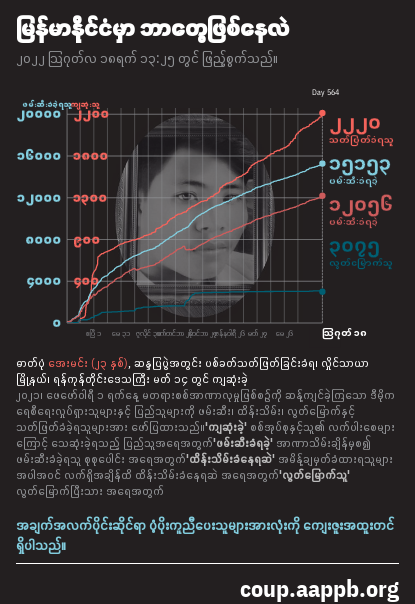 မြန်မာနိုင်ငံမှာ ဘာတွေဖြစ်နေလဲ
၂၀၂၂ ဩဂုတ်လ ၁၈ရက် ၁၃:၂၅ တွင် ဖြည့်စွက်သည်။
Day 564
ဖမ်းဆီးခံရသူ ကျဆုံးသူ
၂၀၀၀၀ ၂၂၀၀
၁၆၀၀၀
၁၂၀၀၀
၈၀၀၀ ၉၀၀
၄၀၀၀
၀
၂၂၂၀
သတ်ဖြတ်ခံရသူ
၁၅၁၅၃
ဖမ်းဆီးခံရဖူး
၁၂၀၅၆
ဖမ်းဆီးခံရဖူး
၃၀၇၅
လွတ်မြောက်သူ
ဩဂုတ် ၁၈
ဓာတ်ပုံ အေးမင်း (၂၃ နှစ်), ဆန္ဒပြပွဲအတွင်း ပစ်ခတ်သတ်ဖြတ်ခြင်းခံရ၊ လှိုင်သာယာ
မြို့နယ်၊ ရန်ကုန်တိုင်းဒေသကြီး မတ် ၁၄ တွင် ကျဆုံးခဲ့
၂၀၂၁ ဖေဖော်ဝါရီ ၁ ရက်နေ့ မတရားစစ်အာဏာလုမှုဖြစ်စဉ်ကို ဆန့်ကျင်ခဲ့ကြသော ဒီမိုက
ရေစီရေးလှုပ်ရှားသူများနှင့် ပြည်သူများကို ဖမ်းဆီး၊ ထိန်းသိမ်း၊ လွတ်မြောက်နှင့်
သတ်ဖြတ်ခံခဲ့ရသူများအား ဖော်ပြထားသည်။'ကျဆုံးခဲ့' စစ်အုပ်စုနှင့်သူ၏ လက်ပါးစေများ
ကြောင့် သေဆုံးခဲ့ရသည့် ပြည်သူအရေအတွက်'ဖမ်းဆီးခံရခဲ့' အာဏာသိမ်းချိန်မှစ၍
ဖမ်းဆီးခံခဲ့ရသူ စုစုပေါင်း အရေအတွက်'ထိန်းသိမ်းခံနေရဆဲ' အမိန့်ချမှတ်ခံထားရသူများ
အပါအဝင် လက်ရှိအချိန်ထိ ထိန်းသိမ်းခံနေရဆဲ အရေအတွက်'လွတ်မြောက်သူ'
လွတ်မြောက်ပြီးသား အရေအတွက်
အချက်အလက်ပိုင်းဆိုင်ရာ ပံ့ပိုးကူညီပေးသူများအားလုံးကို ကျေးဇူးအထူးတင်
ရှိပါသည်။
coup.aappb.org